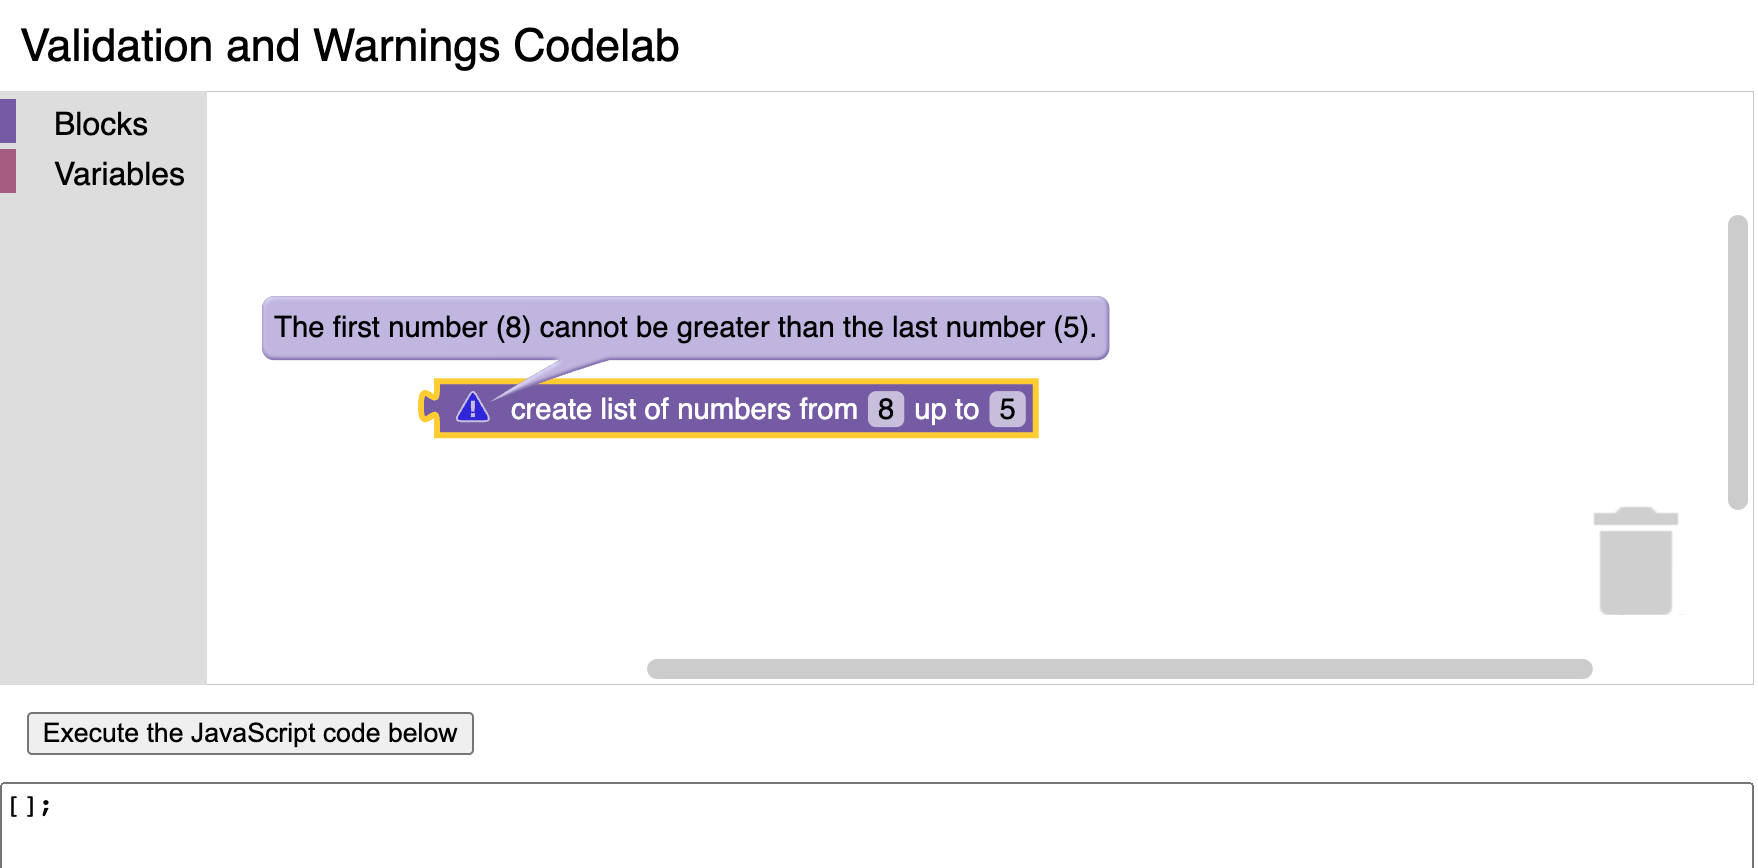 Validation and Warnings Codelab
Blocks
Variables
The first number (8) cannot be greater than the last number (5).
! create list of numbers from 8 up to 5
Execute the JavaScript code below
[];